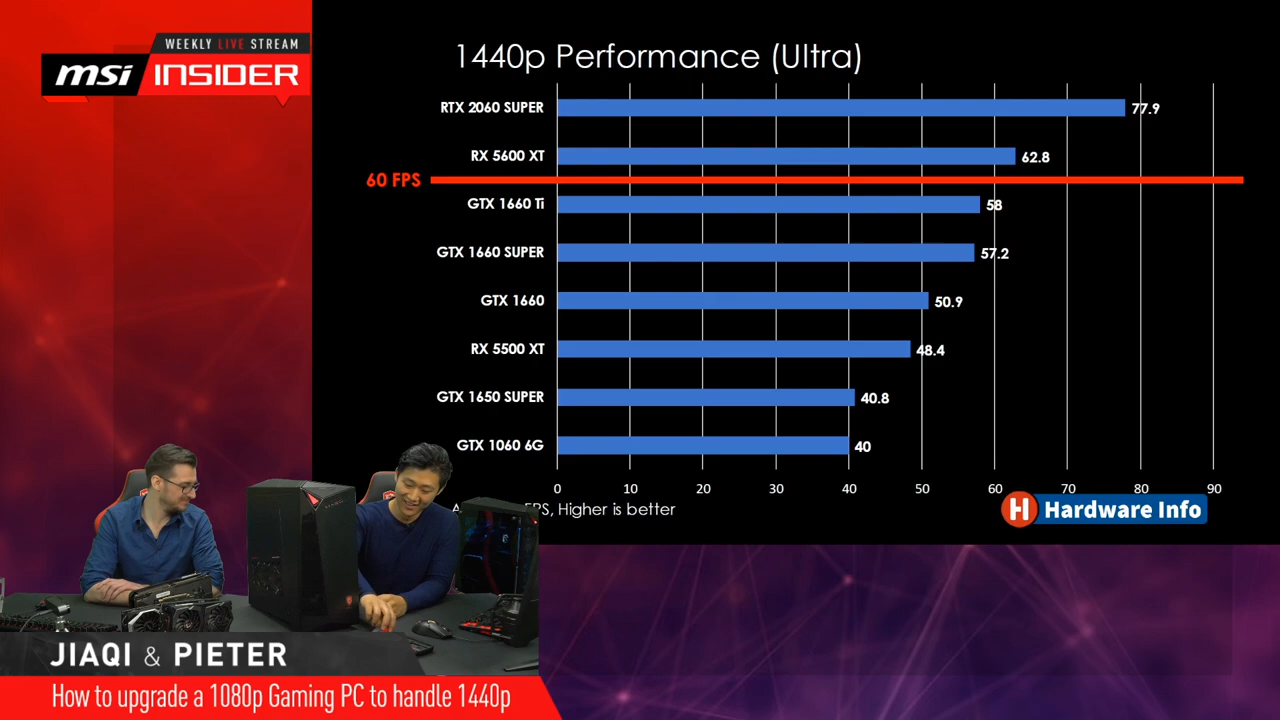 WEEKLY LIVE STREAM
msi INSIDER
1440p Performance (Ultra)
RTX 2060 SUPER 77.9
RX 5600 XT 62.8
60 FPS
GTX 1660 Ti 58
GTX 1660 SUPER 57.2
GTX 1660 50.9
RX 5500 XT 48.4
GTX 1650 SUPER 40.8
GTX 1060 6G 40
0 10 20 30 40 50 60 70 80 90
FPS, Higher is better
H Hardware Info
JIAQI & PIETER
How to upgrade a 1080p Gaming PC to handle 1440p